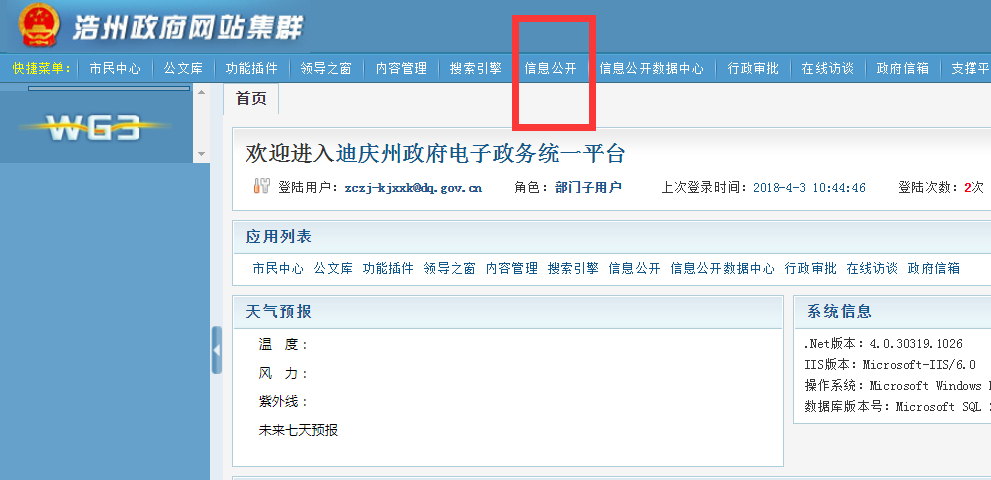 浩州政府网站集群
快捷菜单： 市民中心 公文库 功能插件 领导之窗 内容管理 搜索引擎 信息公开 信息公开数据中心 行政审批 在线访谈 政府信箱 支撑平
WG3
首页
欢迎进入迪庆州政府电子政务统一平台
登陆用户：zczj-kjxxk@dq.gov.cn 角色：部门子用户 上次登录时间：2018-4-3 10:44:46 登陆次数：2次
应用列表
市民中心 公文库 功能插件 领导之窗 内容管理 搜索引擎 信息公开 信息公开数据中心 行政审批 在线访谈 政府信箱
天气预报
温 度：
风 力：
紫外线：
未来七天预报
系统信息
.Net版本：4.0.30319.1026
IIS版本：Microsoft-IIS/6.0
操作系统：Microsoft Windows
数据库版本号：Microsoft SQL